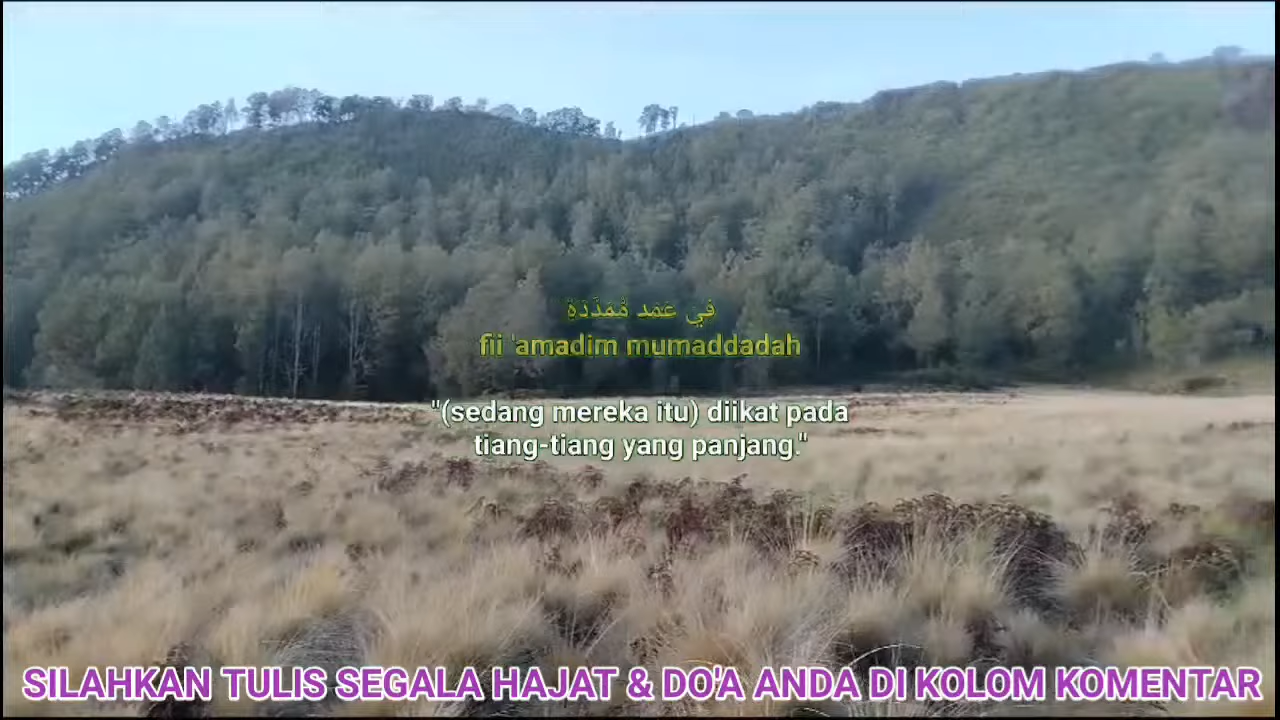 فِي عَمَدٍ مُّمَدَّدَةٍ
fii 'amadim mumaddadah
"(sedang mereka itu) diikat pada
tiang-tiang yang panjang."
SILAHKAN TULIS SEGALA HAJAT & DO'A ANDA DI KOLOM KOMENTAR